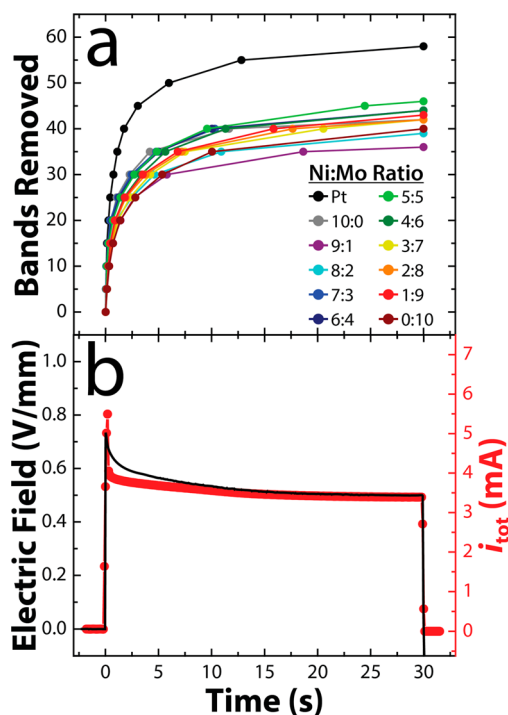 a
Bands Removed
60
50
40
30
20
10
0
Ni:Mo Ratio
Pt 5:5
10:0 4:6
9:1 3:7
8:2 2:8
7:3 1:9
6:4 0:10
b
Electric Field (V/mm)
1.0
0.8
0.6
0.4
0.2
0.0
7
6
5
4
3
2
1
0
itot (mA)
0 5 10 15 20 25 30
Time (s)